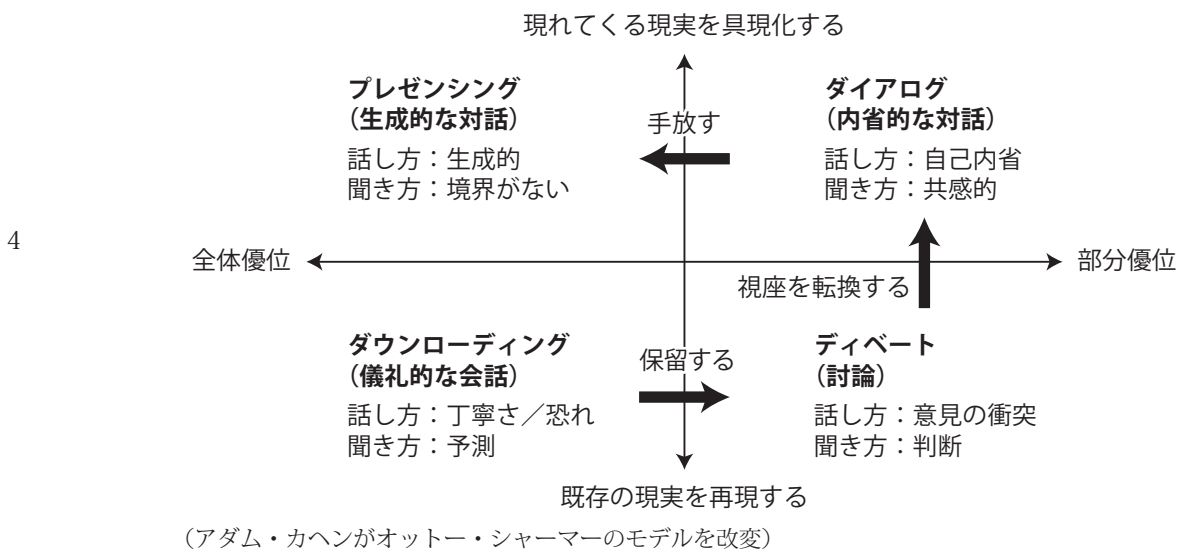 現れてくる現実を具現化する
プレゼンシング
（生成的な対話）
話し方：生成的
聞き方：境界がない
手放す
ダイアログ
（内省的な対話）
話し方：自己内省
聞き方：共感的
4
全体優位
部分優位
視座を転換する
ダウンローディング
（儀礼的な会話）
話し方：丁寧さ／恐れ
聞き方：予測
保留する
ディベート
（討論）
話し方：意見の衝突
聞き方：判断
既存の現実を再現する
（アダム・カヘンがオットー・シャーマーのモデルを改変）